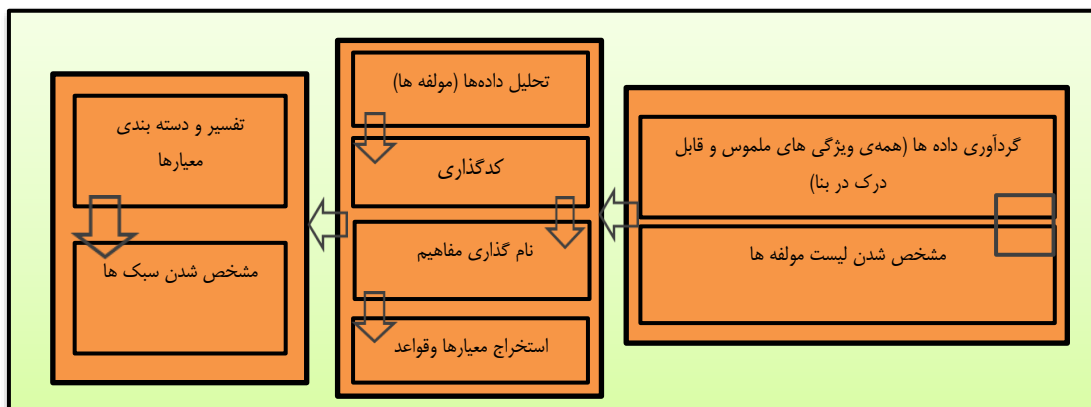 گردآوری داده ها (همه‌ی ویژگی های ملموس و قابل
درک در بنا)
مشخص شدن لیست مولفه ها
تحلیل داده‌ها (مولفه ها)
کدگذاری
نام گذاری مفاهیم
استخراج معیارها وقواعد
تفسیر و دسته بندی
معیارها
مشخص شدن سبک ها